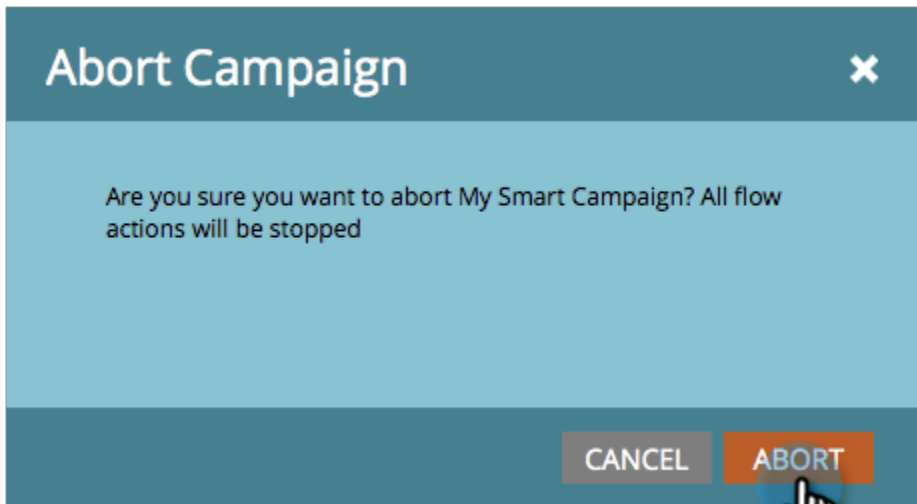 Abort Campaign
Are you sure you want to abort My Smart Campaign? All flow
actions will be stopped
CANCEL
ABORT